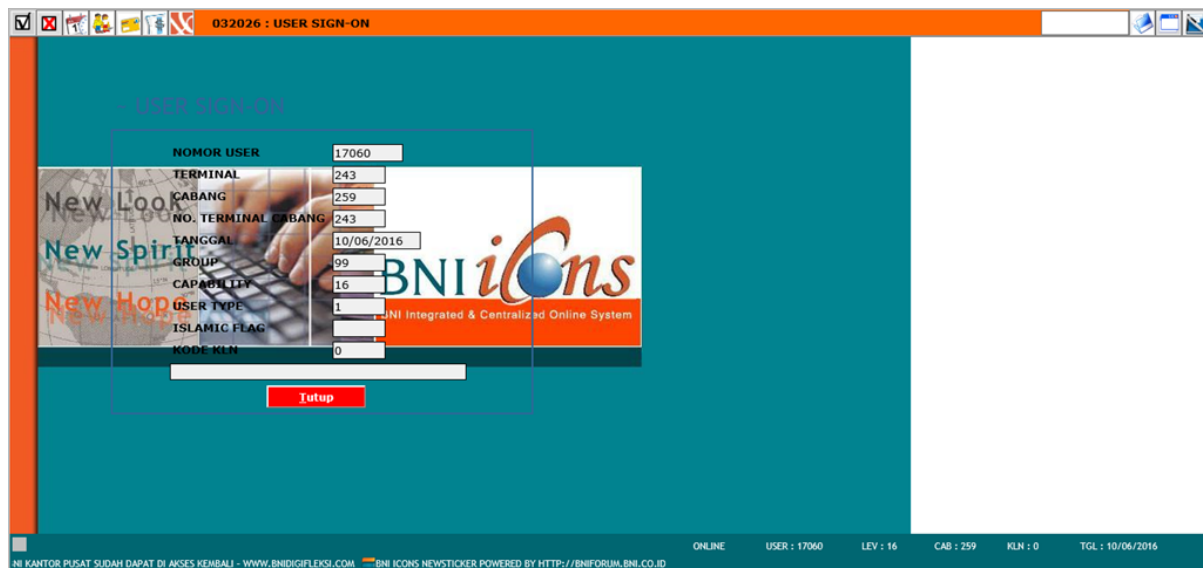 032026 : USER SIGN-ON
- USER SIGN-ON
NOMOR USER 17060
TERMINAL 243
CABANG 259
NO. TERMINAL CABANG 243
TANGGAL 10/06/2016
GROUP 99
CAPABILITY 16
USER TYPE 1
ISLAMIC FLAG
KODE KLN 0
Tutup
New Look
New Spirit
New Hope
BNI icons
BNI Integrated & Centralized Online System
ONLINE USER : 17060 LEV : 16 CAB : 259 KLN : 0 TGL : 10/06/2016
NI KANTOR PUSAT SUDAH DAPAT DI AKSES KEMBALI - WWW.BNIDIGIFLEKSI.COM BNI ICONS NEWSTICKER POWERED BY HTTP://BNIFORUM.BNI.CO.ID